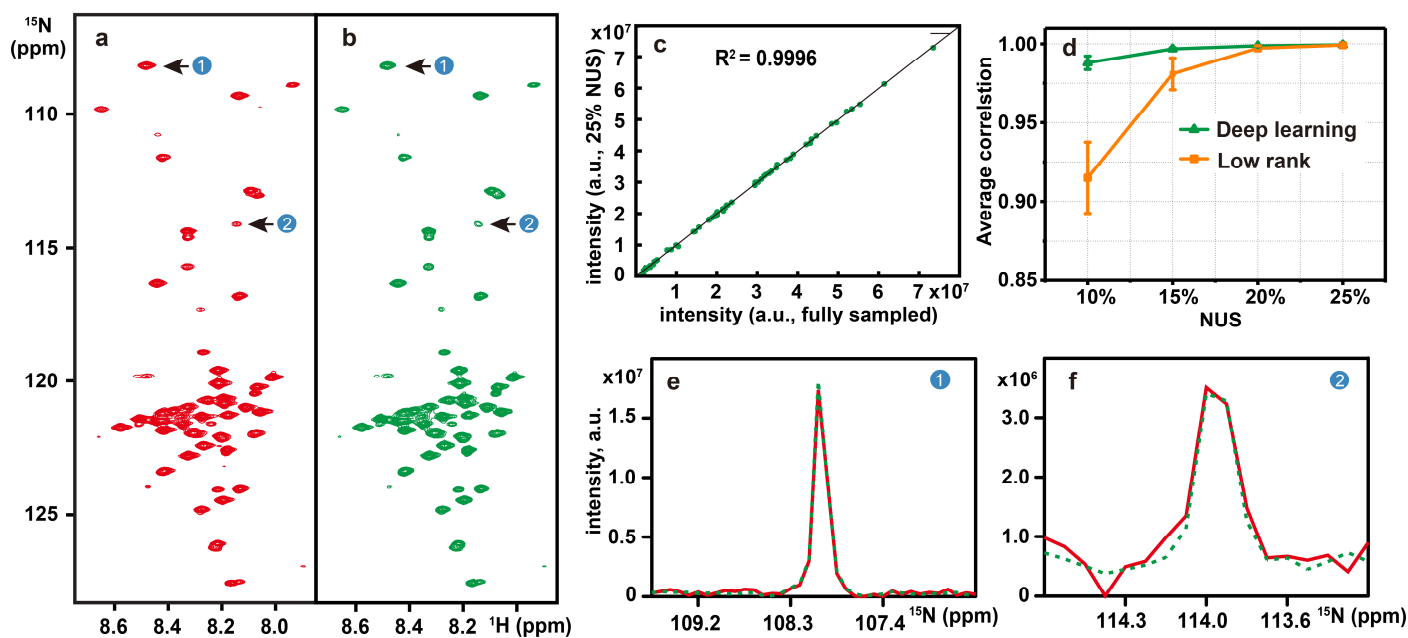 ¹⁵N
(ppm)
a
b
1
1
2
2
110
115
120
125
8.6
8.4
8.2
8.0
8.6
8.4
8.2
¹H (ppm)
x10⁷
c
R² = 0.9996
intensity (a.u., 25% NUS)
7
6
5
4
3
2
1
0
1
2
3
4
5
6
7 x10⁷
intensity (a.u., fully sampled)
d
Average correlstion
1.00
0.95
0.90
0.85
Deep learning
Low rank
10%
15%
20%
25%
NUS
x10⁷
e
1
intensity, a.u.
1.5
1.0
5.0
0
109.2
108.3
107.4
¹⁵N (ppm)
x10⁶
f
2
3.0
2.0
1.0
0
114.3
114.0
113.6
¹⁵N (ppm)